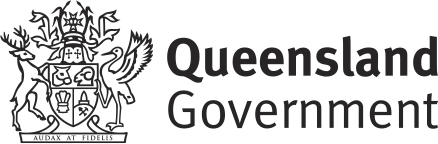 Queensland
Government
AUDAX AT FIDELIS